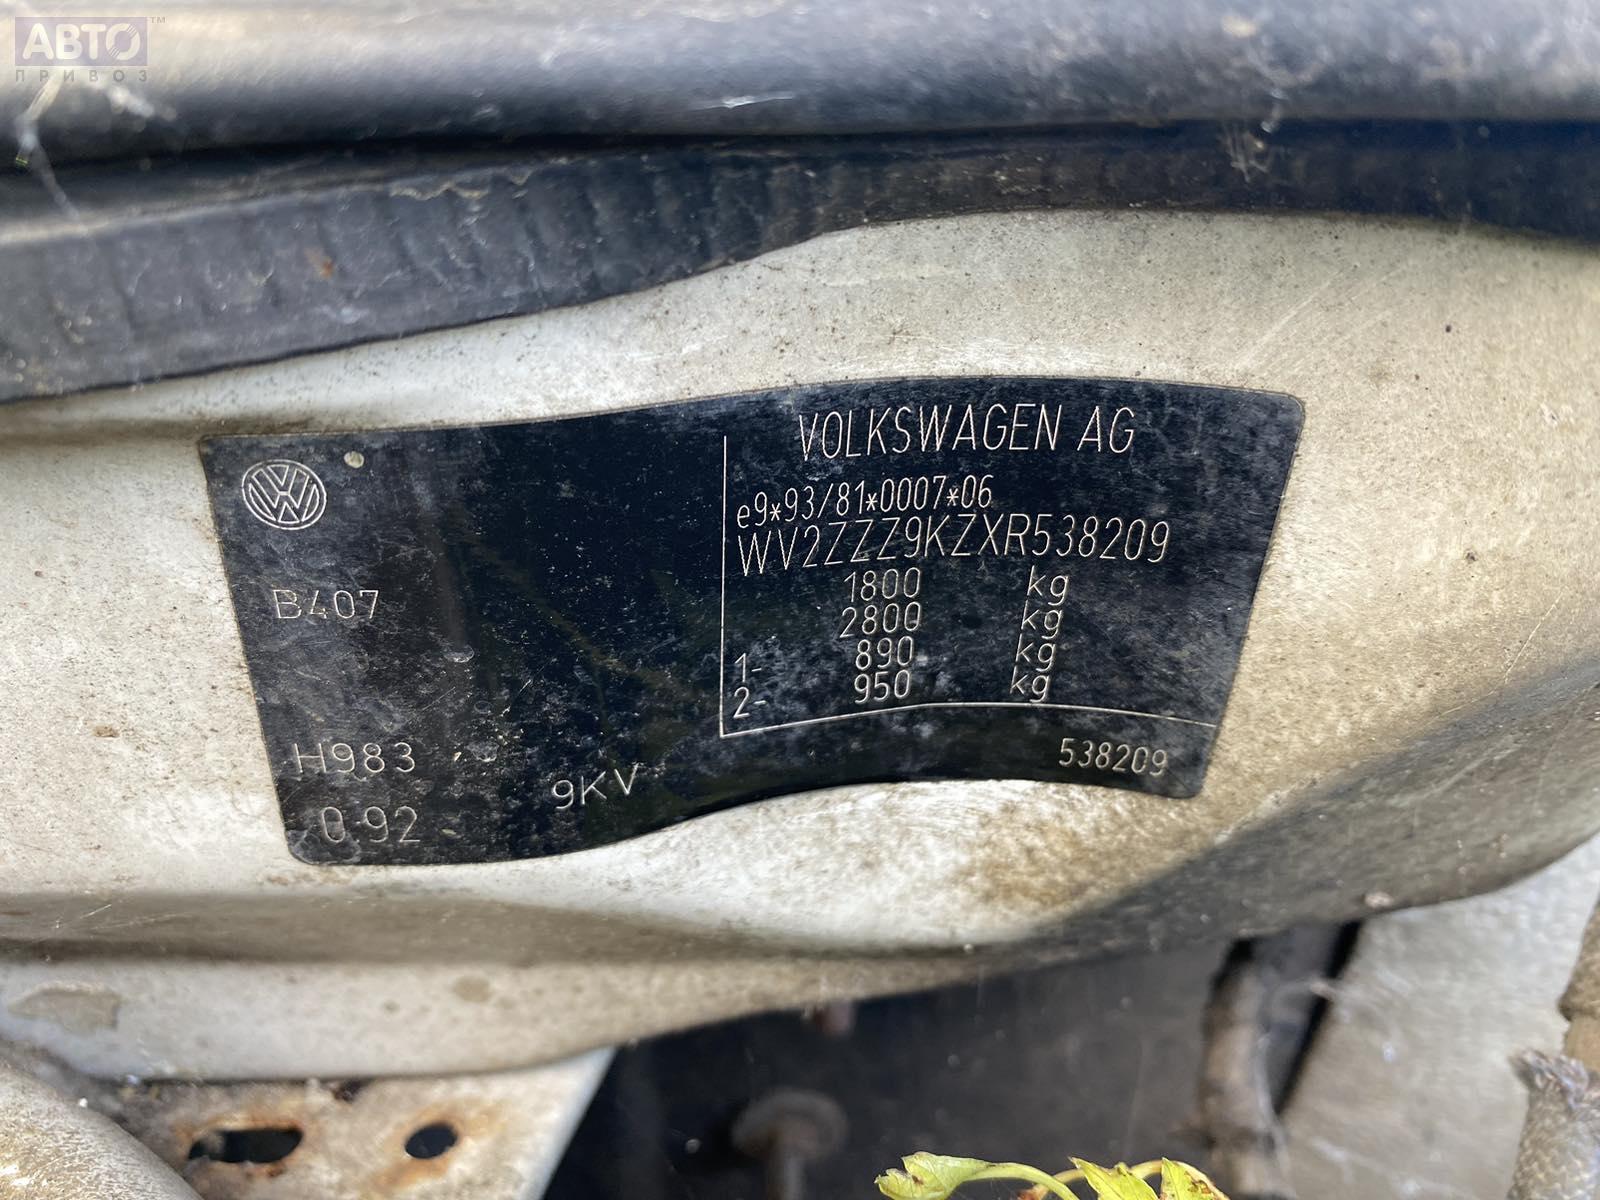 АВТО™
ПРИВОЗ
VOLKSWAGEN AG
e9*93/81*0007*06
WV2ZZZ9KZXR538209
1800 kg
2800 kg
1- 890 kg
2- 950 kg
538209
B407
H983
0.92
9KV